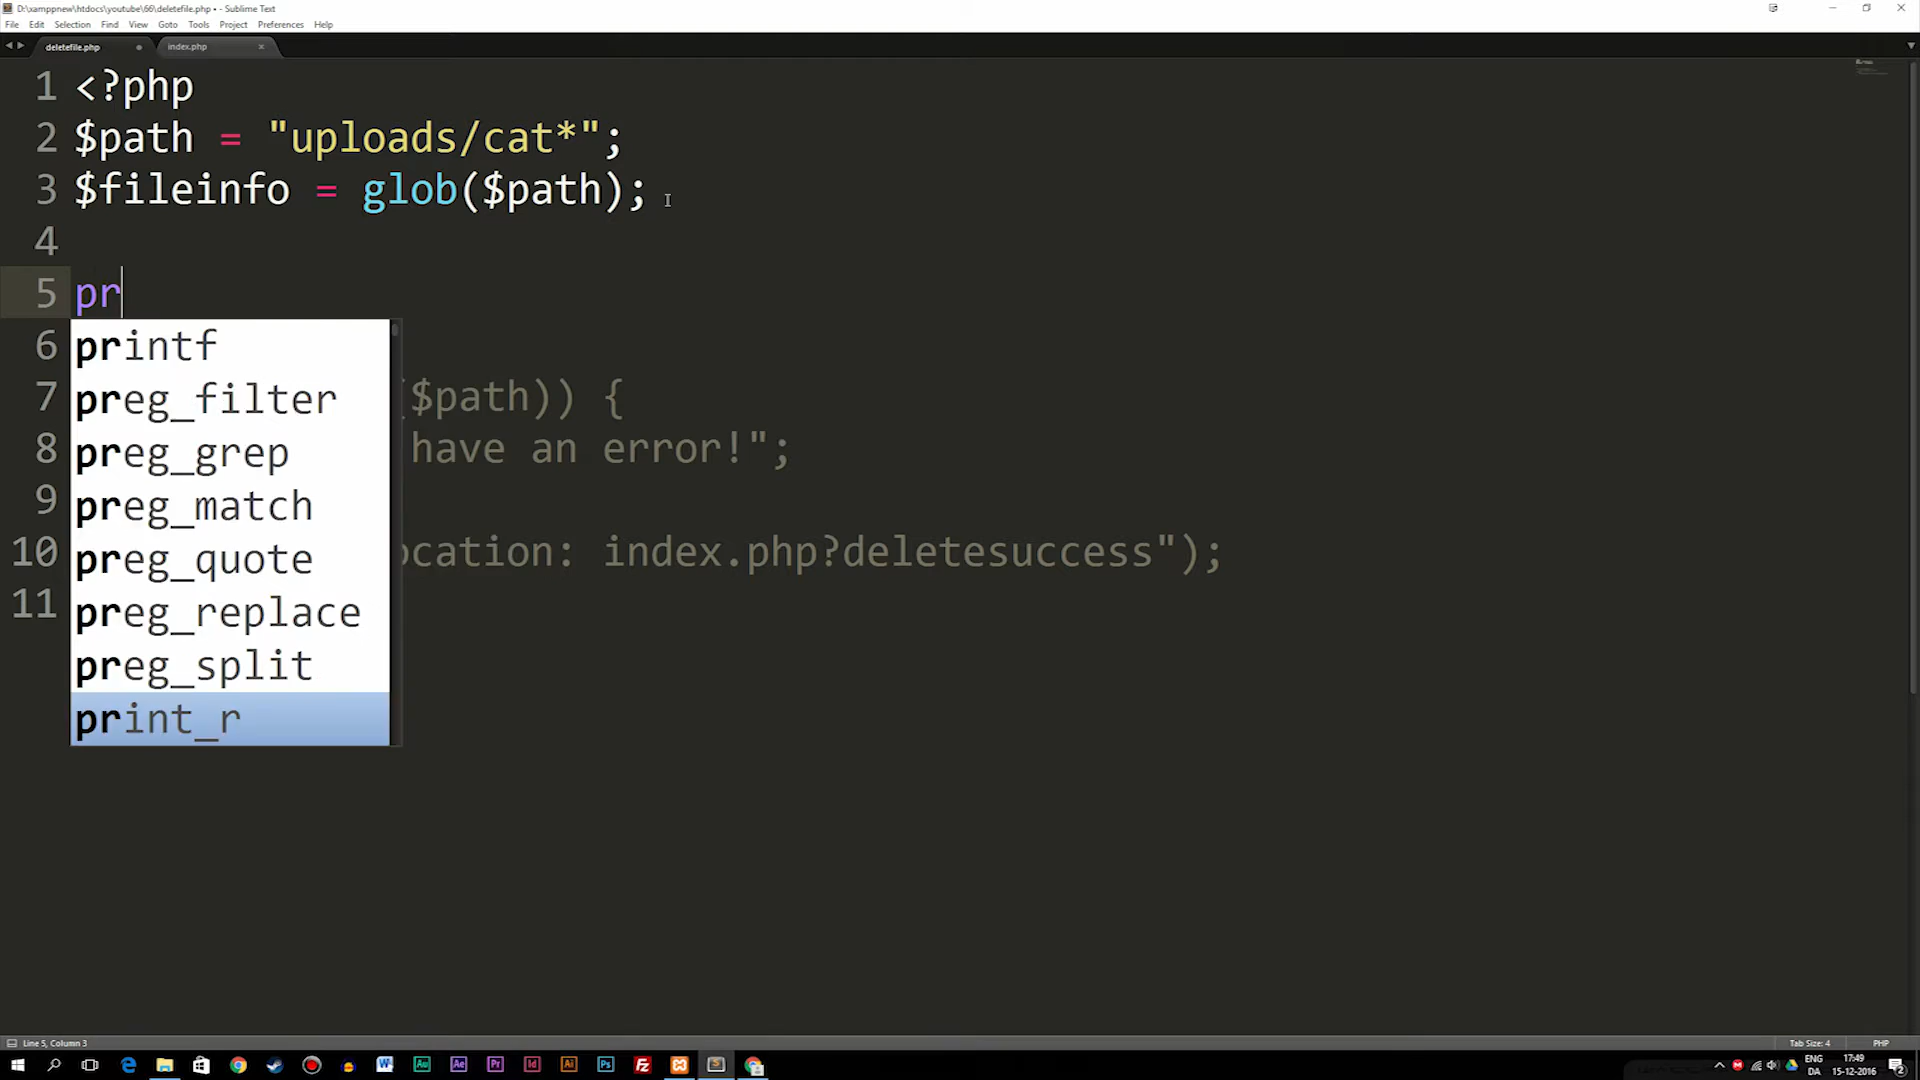 D:\xamppnew\htdocs\youtube\66\deletefile.php • - Sublime Text
File Edit Selection Find View Goto Tools Project Preferences Help
deletefile.php index.php
1 <?php
2 $path = "uploads/cat*";
3 $fileinfo = glob($path);
4
5 pr
6 printf
7 ($path)) {
preg_filter
8 have an error!";
preg_grep
9 preg_match
10 ocation: index.php?deletesuccess");
preg_quote
11 preg_replace
preg_split
print_r
Line 5, Column 3 Tab Size: 4 PHP
ENG 17:49
DA 15-12-2016